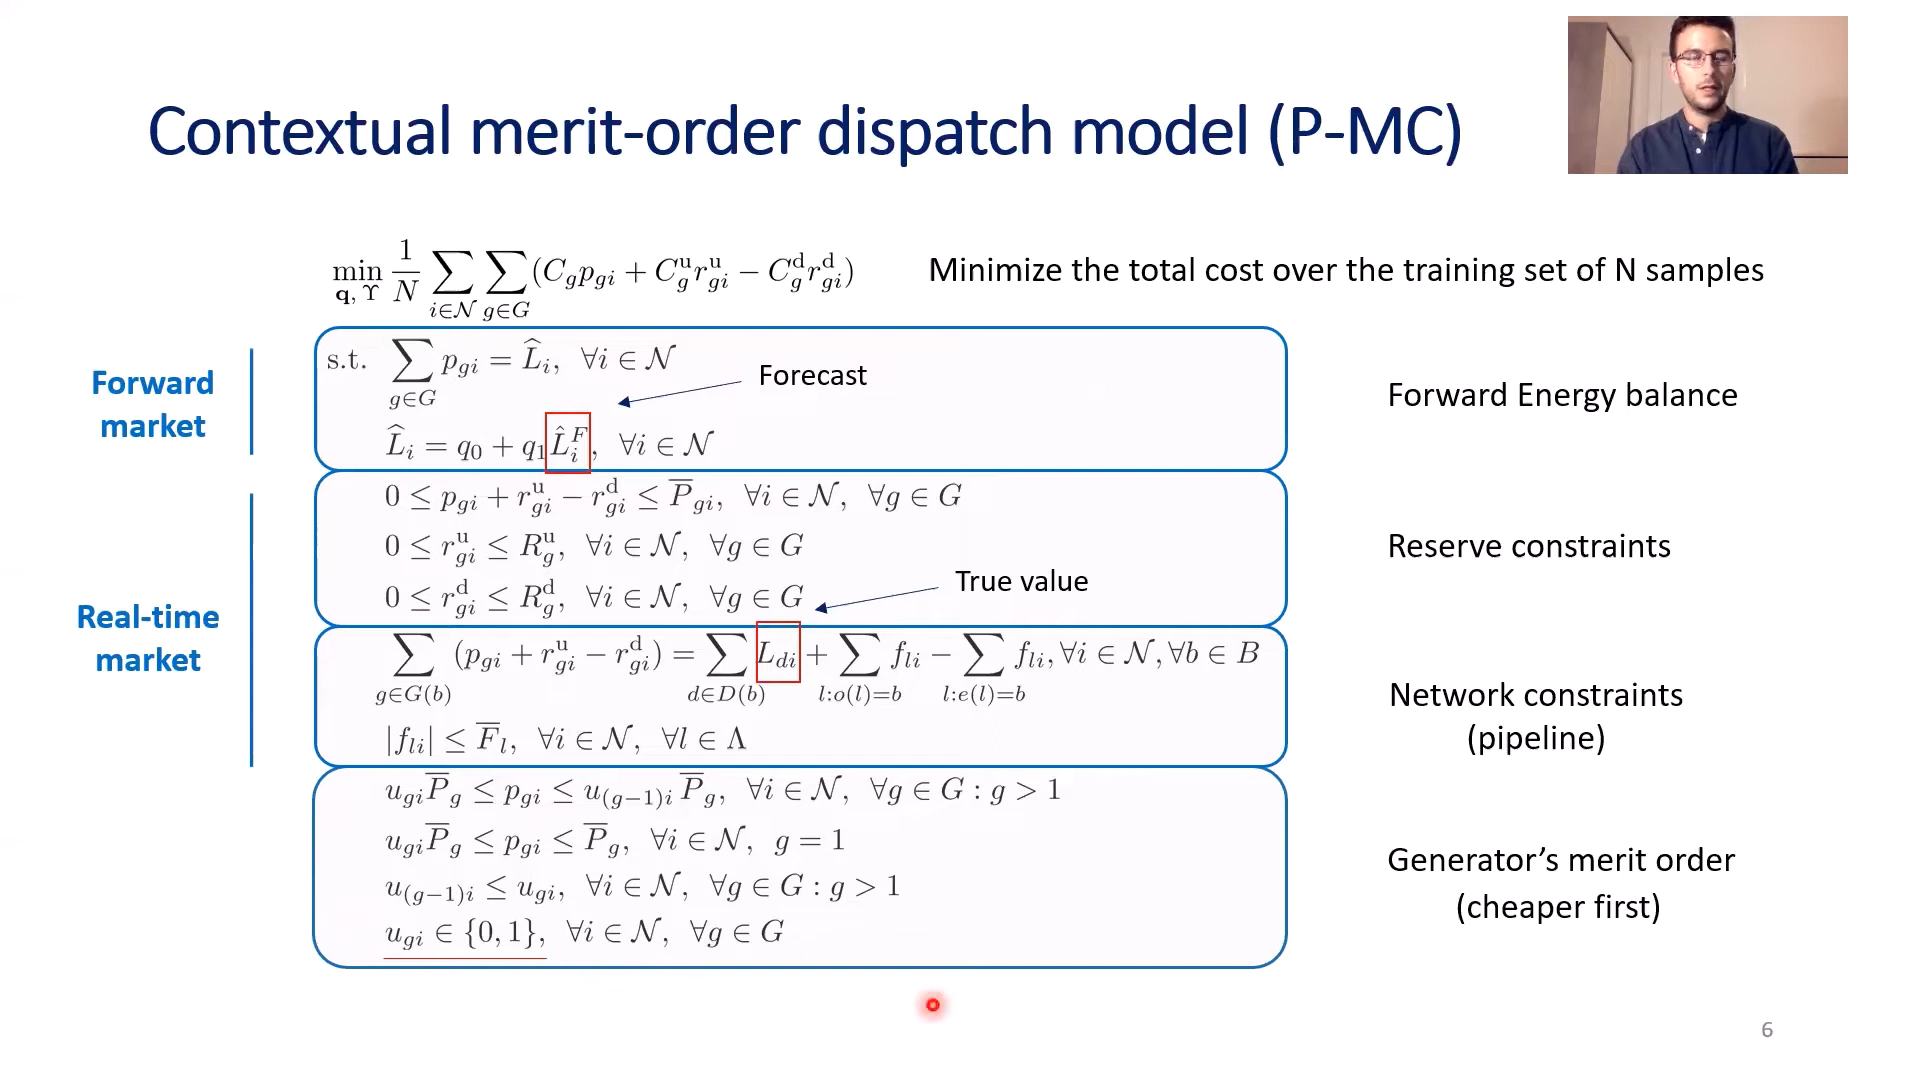 Contextual merit-order dispatch model (P-MC)
min_{q, Υ} 1/N ∑_{i∈𝒩} ∑_{g∈G} (C_g p_{gi} + C_g^u r_{gi}^u − C_g^d r_{gi}^d)
Minimize the total cost over the training set of N samples
Forward
market
s.t. ∑_{g∈G} p_{gi} = L̂_i, ∀i ∈ 𝒩
Forecast
L̂_i = q_0 + q_1 L̂_i^F, ∀i ∈ 𝒩
Forward Energy balance
Real-time
market
0 ≤ p_{gi} + r_{gi}^u − r_{gi}^d ≤ P̅_{gi}, ∀i ∈ 𝒩, ∀g ∈ G
0 ≤ r_{gi}^u ≤ R_g^u, ∀i ∈ 𝒩, ∀g ∈ G
0 ≤ r_{gi}^d ≤ R_g^d, ∀i ∈ 𝒩, ∀g ∈ G
Reserve constraints
True value
∑_{g∈G(b)} (p_{gi} + r_{gi}^u − r_{gi}^d) = ∑_{d∈D(b)} L_{di} + ∑_{l:o(l)=b} f_{li} − ∑_{l:e(l)=b} f_{li}, ∀i ∈ 𝒩, ∀b ∈ B
|f_{li}| ≤ F̅_l, ∀i ∈ 𝒩, ∀l ∈ Λ
Network constraints
(pipeline)
u_{gi} P̅_g ≤ p_{gi} ≤ u_{(g−1)i} P̅_g, ∀i ∈ 𝒩, ∀g ∈ G : g > 1
u_{gi} P̅_g ≤ p_{gi} ≤ P̅_g, ∀i ∈ 𝒩, g = 1
u_{(g−1)i} ≤ u_{gi}, ∀i ∈ 𝒩, ∀g ∈ G : g > 1
u_{gi} ∈ {0, 1}, ∀i ∈ 𝒩, ∀g ∈ G
Generator’s merit order
(cheaper first)
6